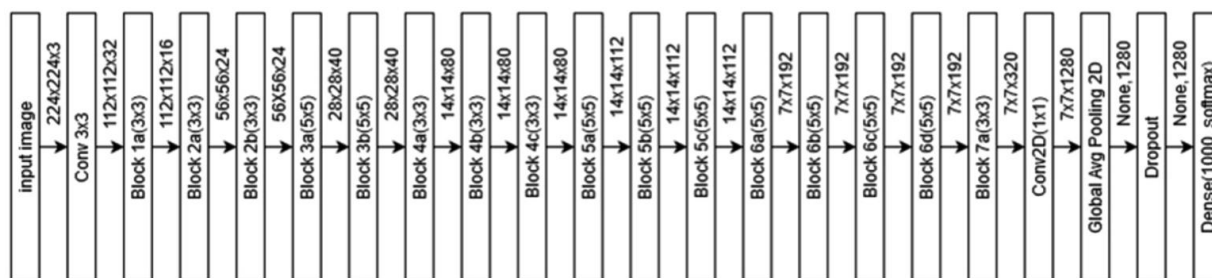 input image
224x224x3
Conv 3x3
112x112x32
Block 1a(3x3)
112x112x16
Block 2a(3x3)
56x56x24
Block 2b(3x3)
56X56x24
Block 3a(5x5)
28x28x40
Block 3b(5x5)
28x28x40
Block 4a(3x3)
14x14x80
Block 4b(3x3)
14x14x80
Block 4c(3x3)
14x14x80
Block 5a(5x5)
14x14x112
Block 5b(5x5)
14x14x112
Block 5c(5x5)
14x14x112
Block 6a(5x5)
7x7x192
Block 6b(5x5)
7x7x192
Block 6c(5x5)
7x7x192
Block 6d(5x5)
7x7x192
Block 7a(3x3)
7x7x320
Conv2D(1x1)
7x7x1280
Global Avg Pooling 2D
None,1280
Dropout
None,1280
Dense(1000, softmax)